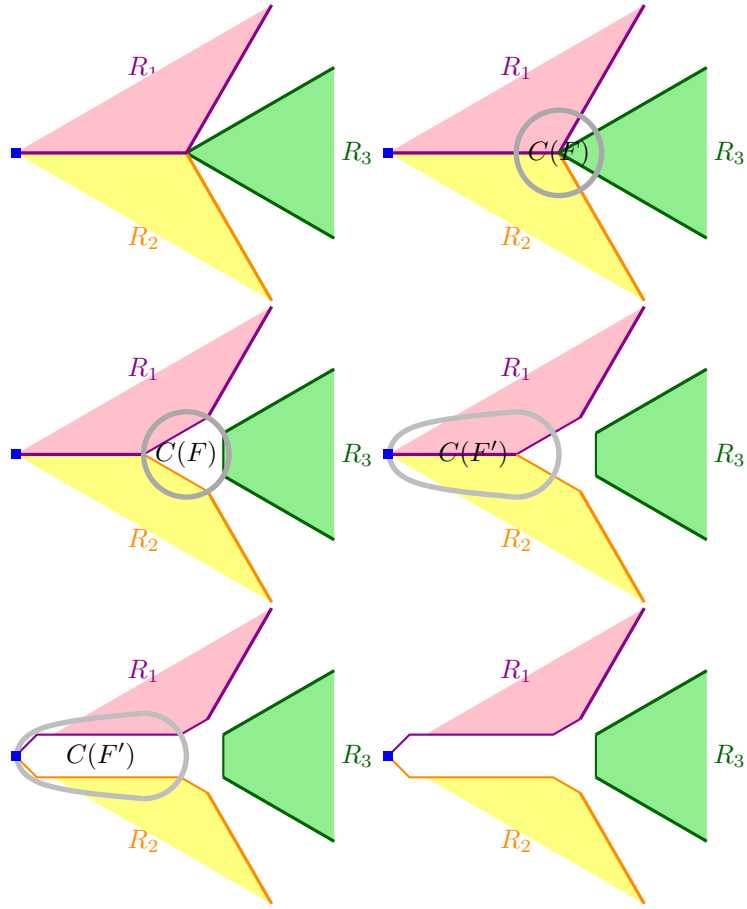 R₁ R₁
C(F)
R₃ R₃
R₂ R₂
R₁ R₁
C(F) R₃ C(F') R₃
R₂ R₂
R₁ R₁
C(F') R₃ R₃
R₂ R₂